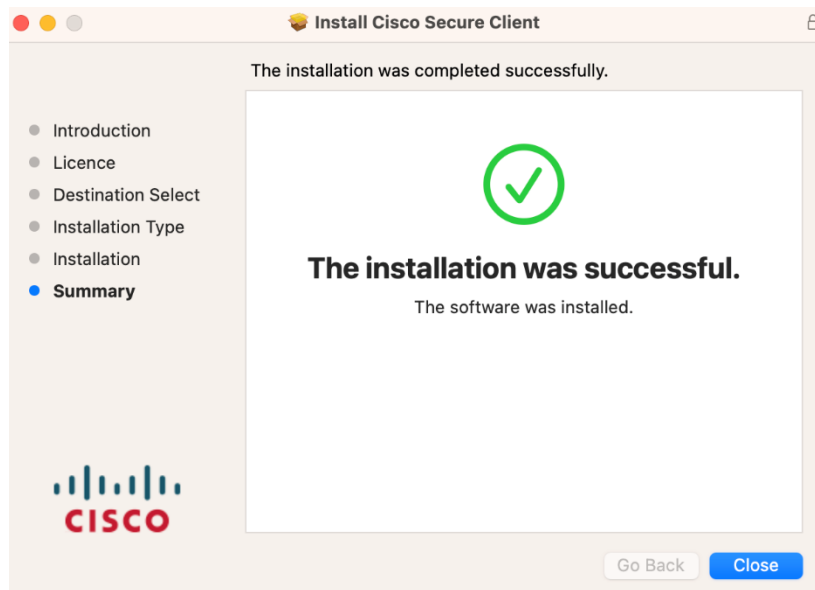 Install Cisco Secure Client
The installation was completed successfully.
Introduction
Licence
Destination Select
Installation Type
Installation
Summary
The installation was successful.
The software was installed.
CISCO
Go Back
Close